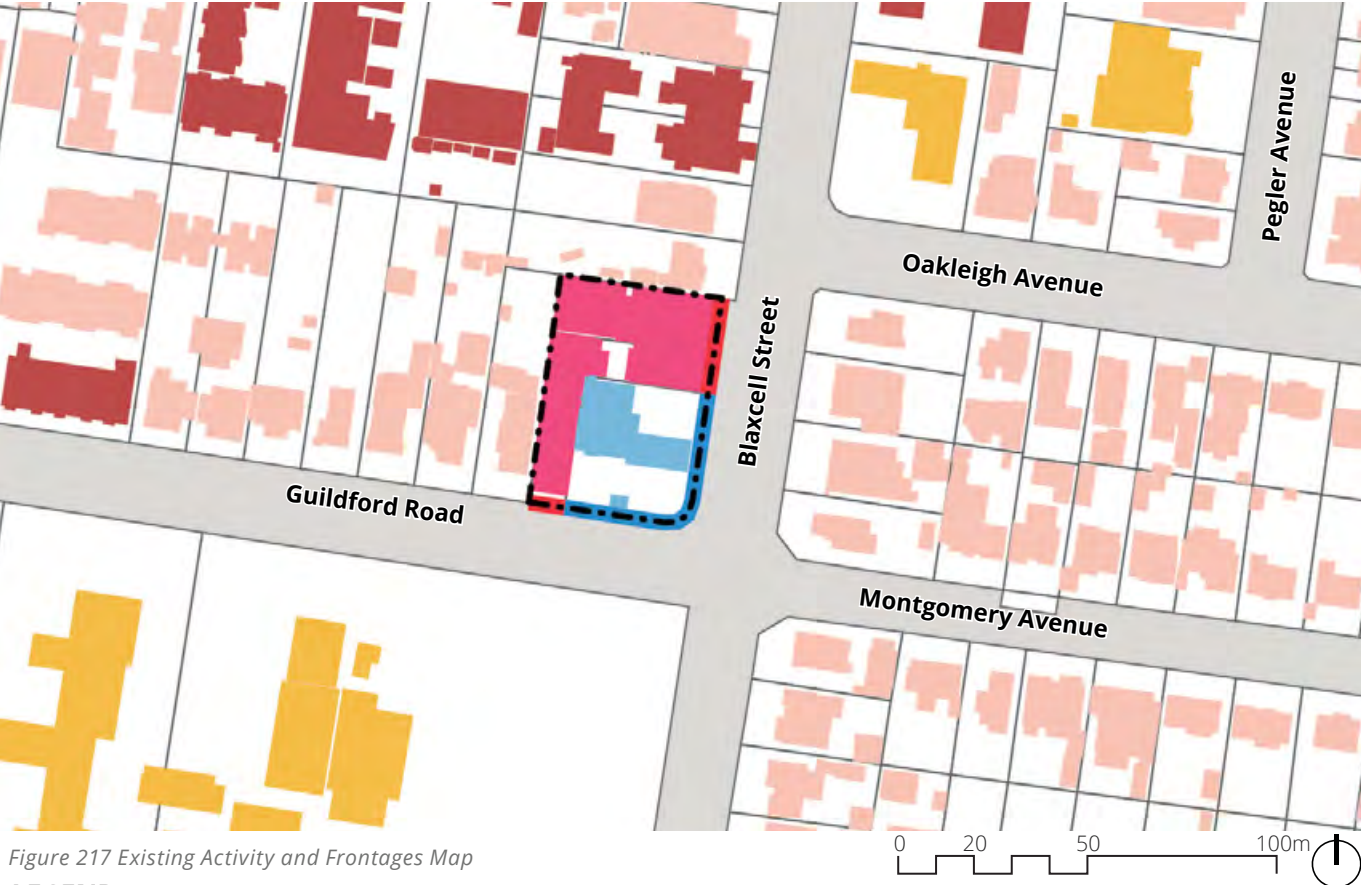 Pegler Avenue
Oakleigh Avenue
Blaxcell Street
Guildford Road
Montgomery Avenue
0 20 50 100m
Figure 217 Existing Activity and Frontages Map